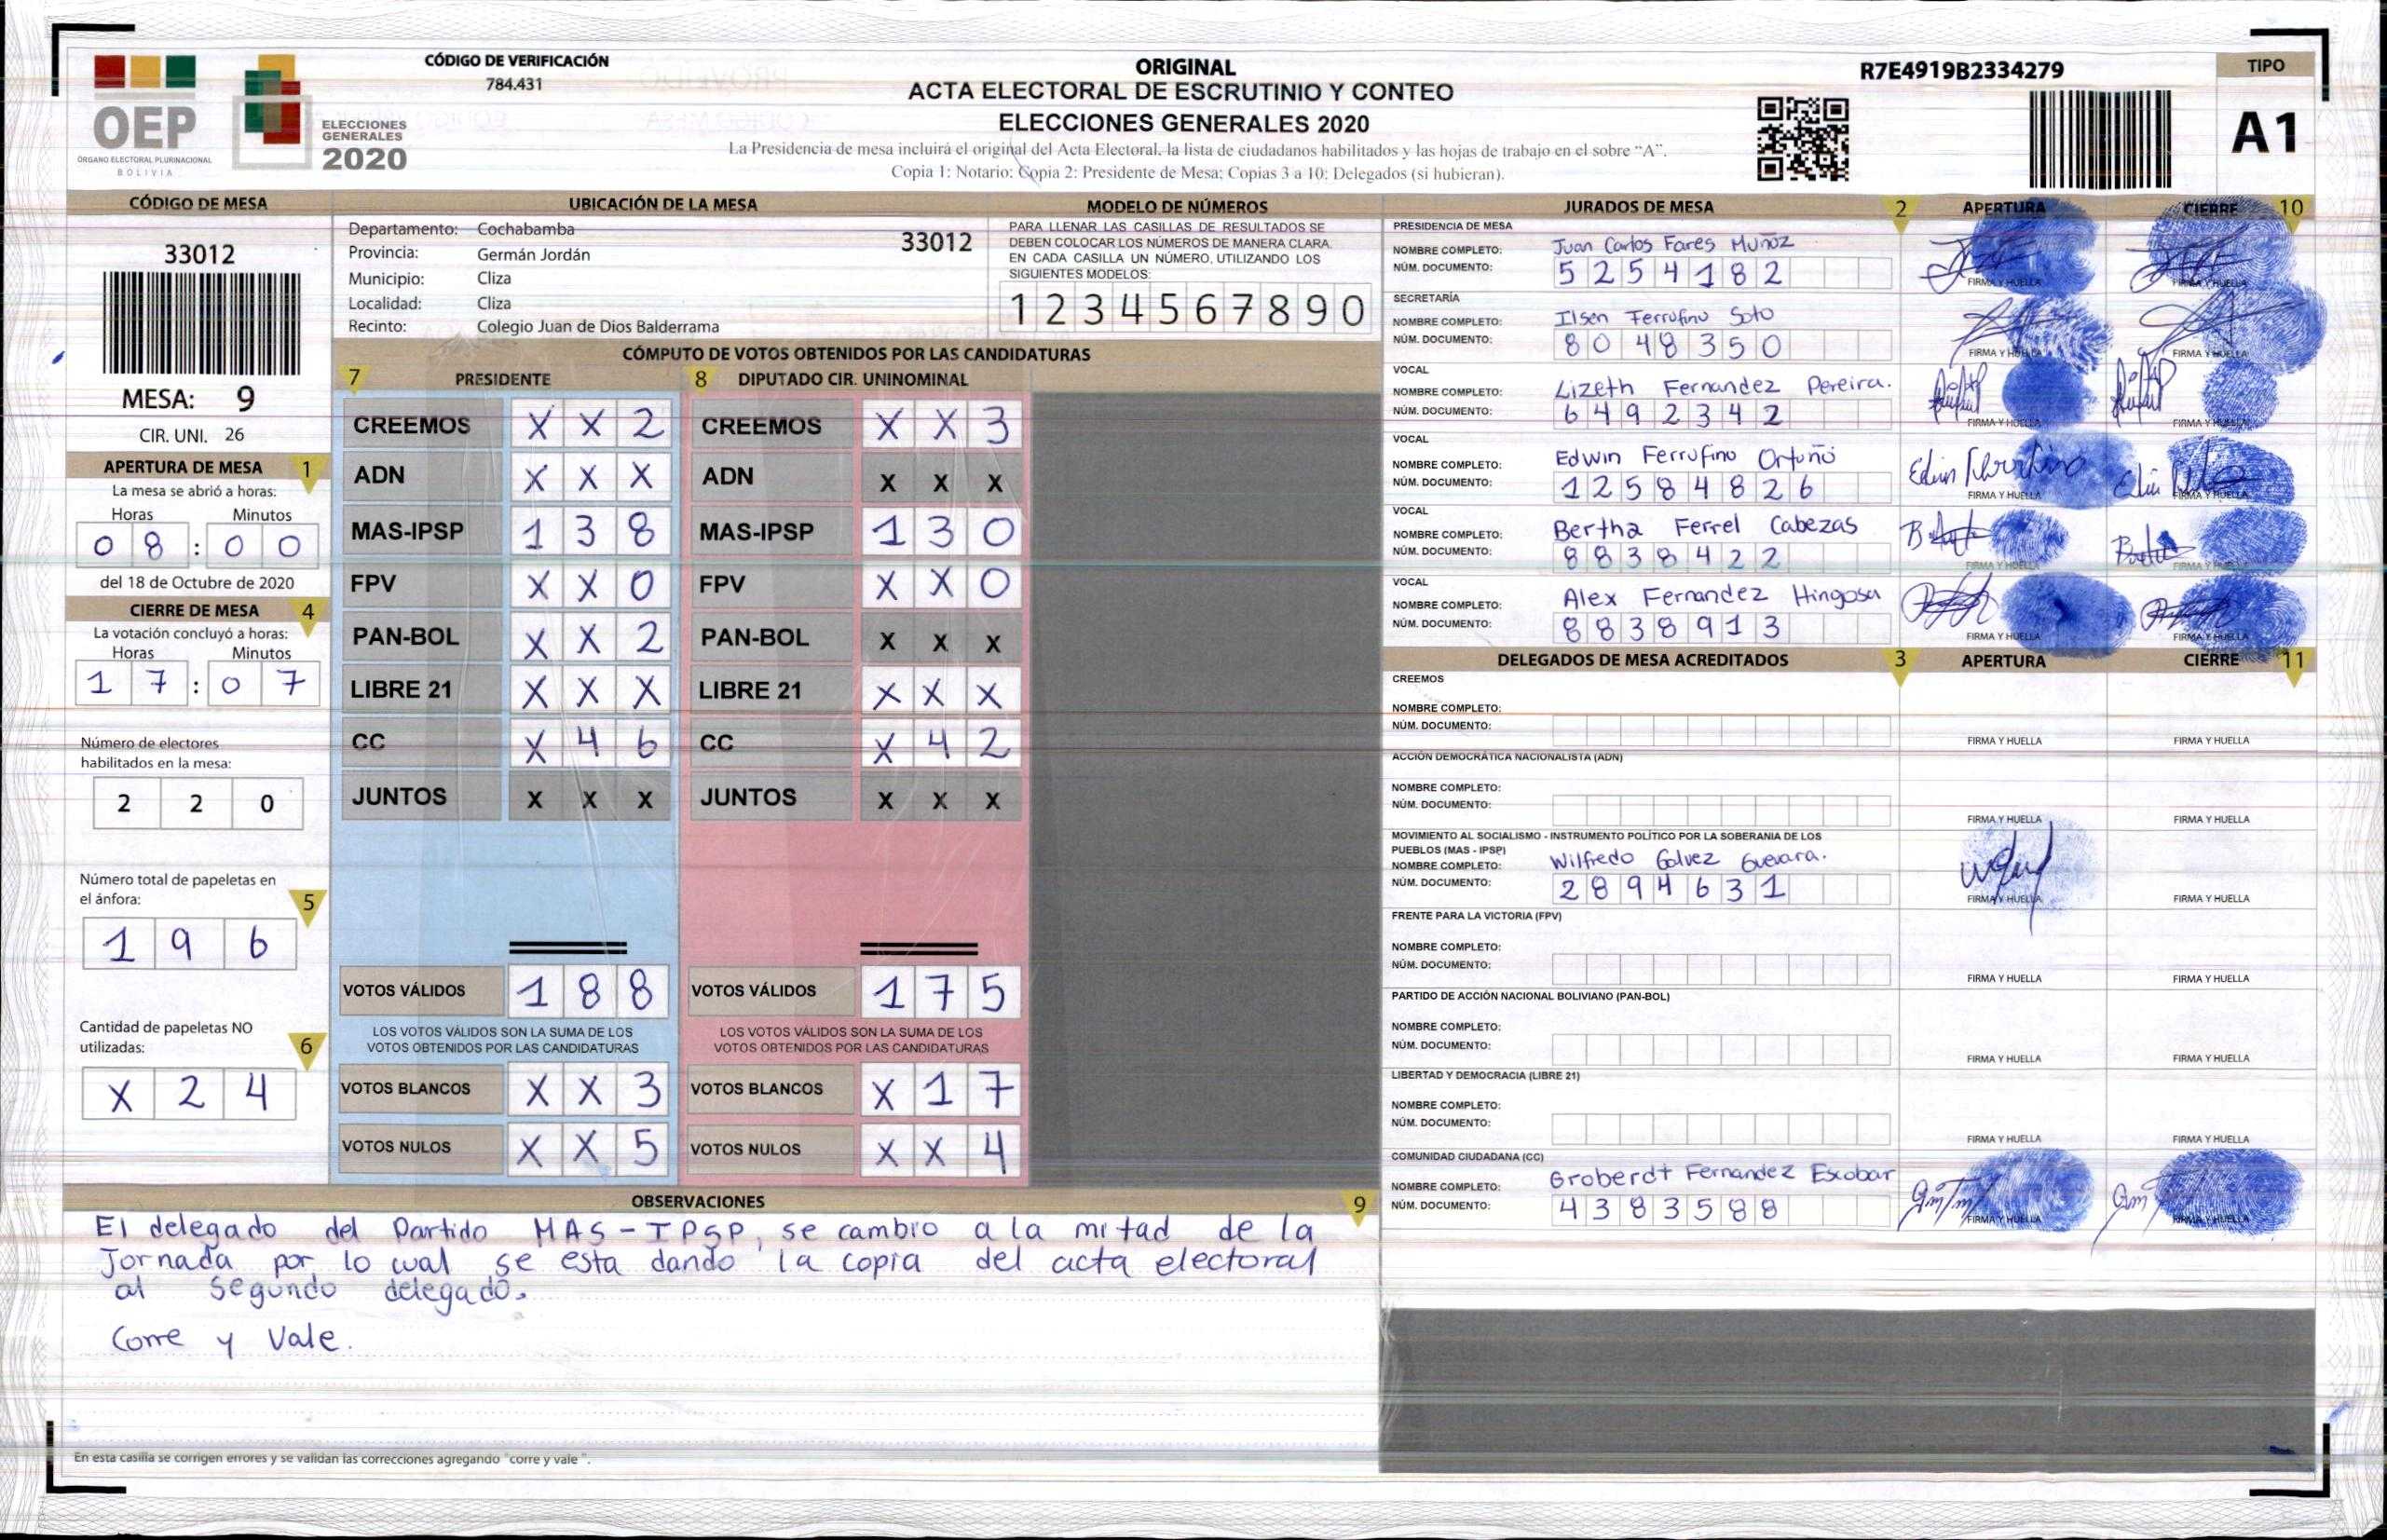 OEP
ÓRGANO ELECTORAL PLURINACIONAL
BOLIVIA
ELECCIONES
GENERALES
2020
CÓDIGO DE VERIFICACIÓN
784.431
ORIGINAL
ACTA ELECTORAL DE ESCRUTINIO Y CONTEO
ELECCIONES GENERALES 2020
La Presidencia de mesa incluirá el original del Acta Electoral, la lista de ciudadanos habilitados y las hojas de trabajo en el sobre “A”.
Copia 1: Notario; Copia 2: Presidente de Mesa; Copias 3 a 10: Delegados (si hubieran).
R7E4919B2334279
TIPO
A1
CÓDIGO DE MESA
33012
MESA: 9
CIR. UNI. 26
APERTURA DE MESA 1
La mesa se abrió a horas:
Horas Minutos
0 8 : 0 0
del 18 de Octubre de 2020
CIERRE DE MESA 4
La votación concluyó a horas:
Horas Minutos
1 7 : 0 7
Número de electores
habilitados en la mesa:
2 2 0
Número total de papeletas en
el ánfora: 5
1 9 6
Cantidad de papeletas NO
utilizadas: 6
X 2 4
UBICACIÓN DE LA MESA
Departamento: Cochabamba
33012
Provincia: Germán Jordán
Municipio: Cliza
Localidad: Cliza
Recinto: Colegio Juan de Dios Balderrama
MODELO DE NÚMEROS
PARA LLENAR LAS CASILLAS DE RESULTADOS SE
DEBEN COLOCAR LOS NÚMEROS DE MANERA CLARA.
EN CADA CASILLA UN NÚMERO, UTILIZANDO LOS
SIGUIENTES MODELOS:
1 2 3 4 5 6 7 8 9 0
CÓMPUTO DE VOTOS OBTENIDOS POR LAS CANDIDATURAS
7 PRESIDENTE 8 DIPUTADO CIR. UNINOMINAL
CREEMOS X X 2 CREEMOS X X 3
ADN X X X ADN X X X
MAS-IPSP 1 3 8 MAS-IPSP 1 3 0
FPV X X 0 FPV X X 0
PAN-BOL X X 2 PAN-BOL X X X
LIBRE 21 X X X LIBRE 21 X X X
CC X 4 6 CC X 4 2
JUNTOS X X X JUNTOS X X X
VOTOS VÁLIDOS 1 8 8 VOTOS VÁLIDOS 1 7 5
LOS VOTOS VÁLIDOS SON LA SUMA DE LOS LOS VOTOS VÁLIDOS SON LA SUMA DE LOS
VOTOS OBTENIDOS POR LAS CANDIDATURAS VOTOS OBTENIDOS POR LAS CANDIDATURAS
VOTOS BLANCOS X X 3 VOTOS BLANCOS X 1 7
VOTOS NULOS X X 5 VOTOS NULOS X X 4
OBSERVACIONES 9
El delegado del Partido MAS-IPSP, se cambio a la mitad de la
Jornada por lo cual se esta dando la copia del acta electoral
al segundo delegado.
Corre y Vale.
En esta casilla se corrigen errores y se validan las correcciones agregando "corre y vale".
JURADOS DE MESA 2 APERTURA CIERRE 10
PRESIDENCIA DE MESA
NOMBRE COMPLETO: Juan Carlos Fares Muñoz
NÚM. DOCUMENTO: 5 2 5 4 1 8 2
FIRMA Y HUELLA FIRMA Y HUELLA
SECRETARÍA
NOMBRE COMPLETO: Ilsen Ferrufino Soto
NÚM. DOCUMENTO: 8 0 4 8 3 5 0
FIRMA Y HUELLA FIRMA Y HUELLA
VOCAL
NOMBRE COMPLETO: Lizeth Fernandez Pereira.
NÚM. DOCUMENTO: 6 4 9 2 3 4 2
FIRMA Y HUELLA FIRMA Y HUELLA
VOCAL
NOMBRE COMPLETO: Edwin Ferrufino Ortuño
NÚM. DOCUMENTO: 1 2 5 8 4 8 2 6
FIRMA Y HUELLA FIRMA Y HUELLA
VOCAL
NOMBRE COMPLETO: Bertha Ferrel Cabezas
NÚM. DOCUMENTO: 8 8 3 8 4 2 2
FIRMA Y HUELLA FIRMA Y HUELLA
VOCAL
NOMBRE COMPLETO: Alex Fernandez Hingosa
NÚM. DOCUMENTO: 8 8 3 8 9 1 3
FIRMA Y HUELLA FIRMA Y HUELLA
DELEGADOS DE MESA ACREDITADOS 3 APERTURA CIERRE 11
CREEMOS
NOMBRE COMPLETO:
NÚM. DOCUMENTO:
FIRMA Y HUELLA FIRMA Y HUELLA
ACCIÓN DEMOCRÁTICA NACIONALISTA (ADN)
NOMBRE COMPLETO:
NÚM. DOCUMENTO:
FIRMA Y HUELLA FIRMA Y HUELLA
MOVIMIENTO AL SOCIALISMO - INSTRUMENTO POLÍTICO POR LA SOBERANIA DE LOS
PUEBLOS (MAS - IPSP)
NOMBRE COMPLETO: Wilfredo Galvez Guevara.
NÚM. DOCUMENTO: 2 8 9 4 6 3 1
FIRMA Y HUELLA FIRMA Y HUELLA
FRENTE PARA LA VICTORIA (FPV)
NOMBRE COMPLETO:
NÚM. DOCUMENTO:
FIRMA Y HUELLA FIRMA Y HUELLA
PARTIDO DE ACCIÓN NACIONAL BOLIVIANO (PAN-BOL)
NOMBRE COMPLETO:
NÚM. DOCUMENTO:
FIRMA Y HUELLA FIRMA Y HUELLA
LIBERTAD Y DEMOCRACIA (LIBRE 21)
NOMBRE COMPLETO:
NÚM. DOCUMENTO:
FIRMA Y HUELLA FIRMA Y HUELLA
COMUNIDAD CIUDADANA (CC)
NOMBRE COMPLETO: Groberdt Fernandez Escobar
NÚM. DOCUMENTO: 4 3 8 3 5 8 8
FIRMA Y HUELLA FIRMA Y HUELLA